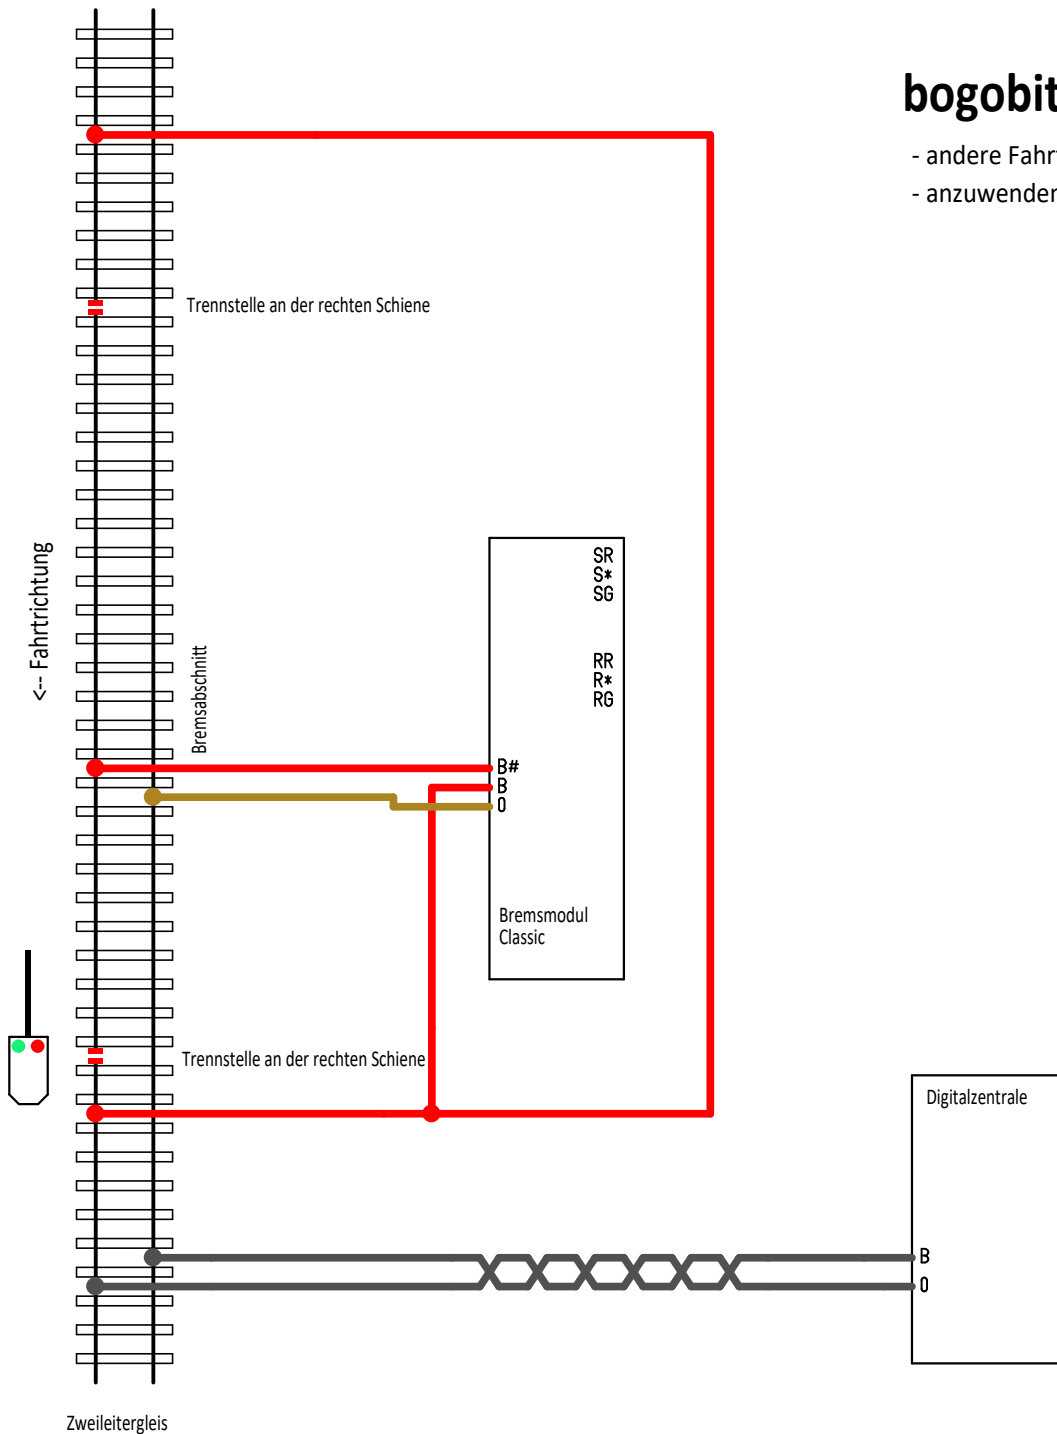 bogobit
- andere Fahr
- anzuwender
Trennstelle an der rechten Schiene
<-- Fahrtrichtung
Bremsabschnitt
SR
S*
SG
RR
R*
RG
B#
B
0
Bremsmodul
Classic
Trennstelle an der rechten Schiene
Digitalzentrale
B
0
Zweileitergleis